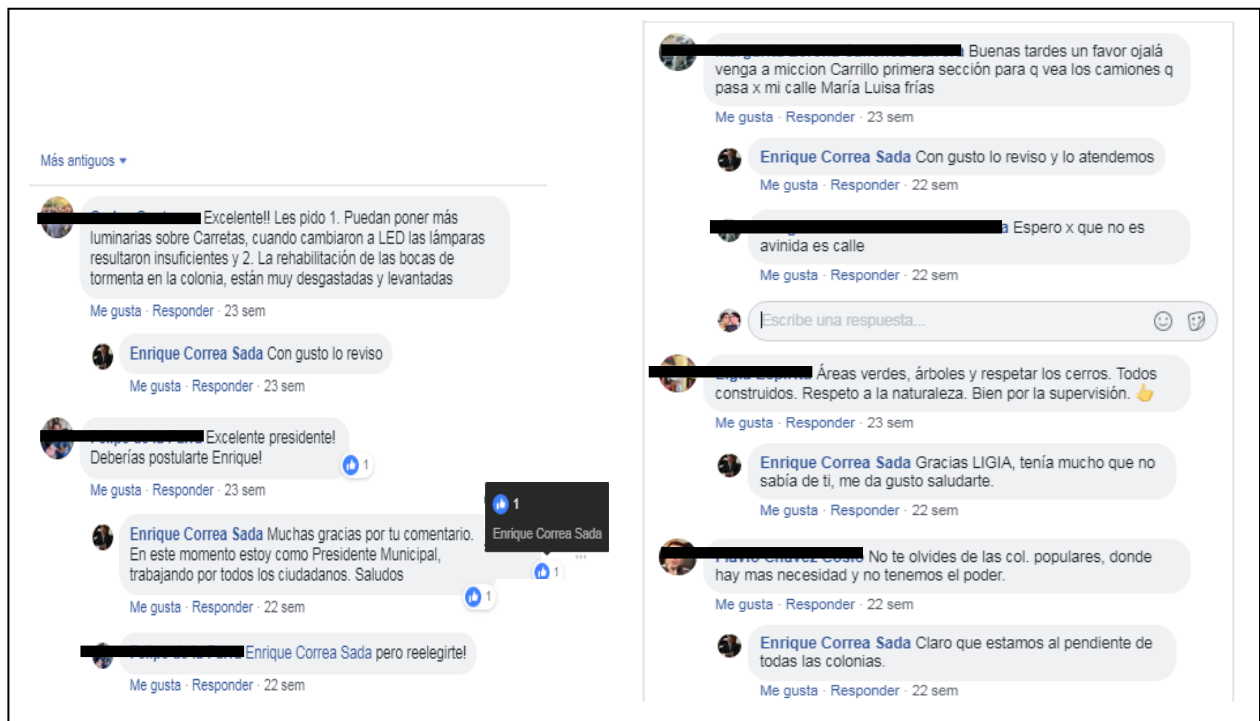 Más antiguos
Excelente!! Les pido 1. Puedan poner más
luminarias sobre Carretas, cuando cambiaron a LED las lámparas
resultaron insuficientes y 2. La rehabilitación de las bocas de
tormenta en la colonia, están muy desgastadas y levantadas
Me gusta · Responder · 23 sem
Enrique Correa Sada Con gusto lo reviso
Me gusta · Responder · 23 sem
Excelente presidente!
Deberías postularte Enrique!
1
Me gusta · Responder · 23 sem
1
Enrique Correa Sada
Enrique Correa Sada Muchas gracias por tu comentario.
En este momento estoy como Presidente Municipal,
trabajando por todos los ciudadanos. Saludos
1
1
Me gusta · Responder · 22 sem
Enrique Correa Sada pero reelegirte!
Me gusta · Responder · 22 sem
Buenas tardes un favor ojalá
venga a miccion Carrillo primera sección para q vea los camiones q
pasa x mi calle María Luisa frías
Me gusta · Responder · 23 sem
Enrique Correa Sada Con gusto lo reviso y lo atendemos
Me gusta · Responder · 22 sem
a Espero x que no es
avinida es calle
Me gusta · Responder · 22 sem
Escribe una respuesta...
Áreas verdes, árboles y respetar los cerros. Todos
construidos. Respeto a la naturaleza. Bien por la supervisión.
Me gusta · Responder · 23 sem
Enrique Correa Sada Gracias LIGIA, tenía mucho que no
sabía de ti, me da gusto saludarte.
Me gusta · Responder · 22 sem
No te olvides de las col. populares, donde
hay mas necesidad y no tenemos el poder.
Me gusta · Responder · 22 sem
Enrique Correa Sada Claro que estamos al pendiente de
todas las colonias.
Me gusta · Responder · 22 sem